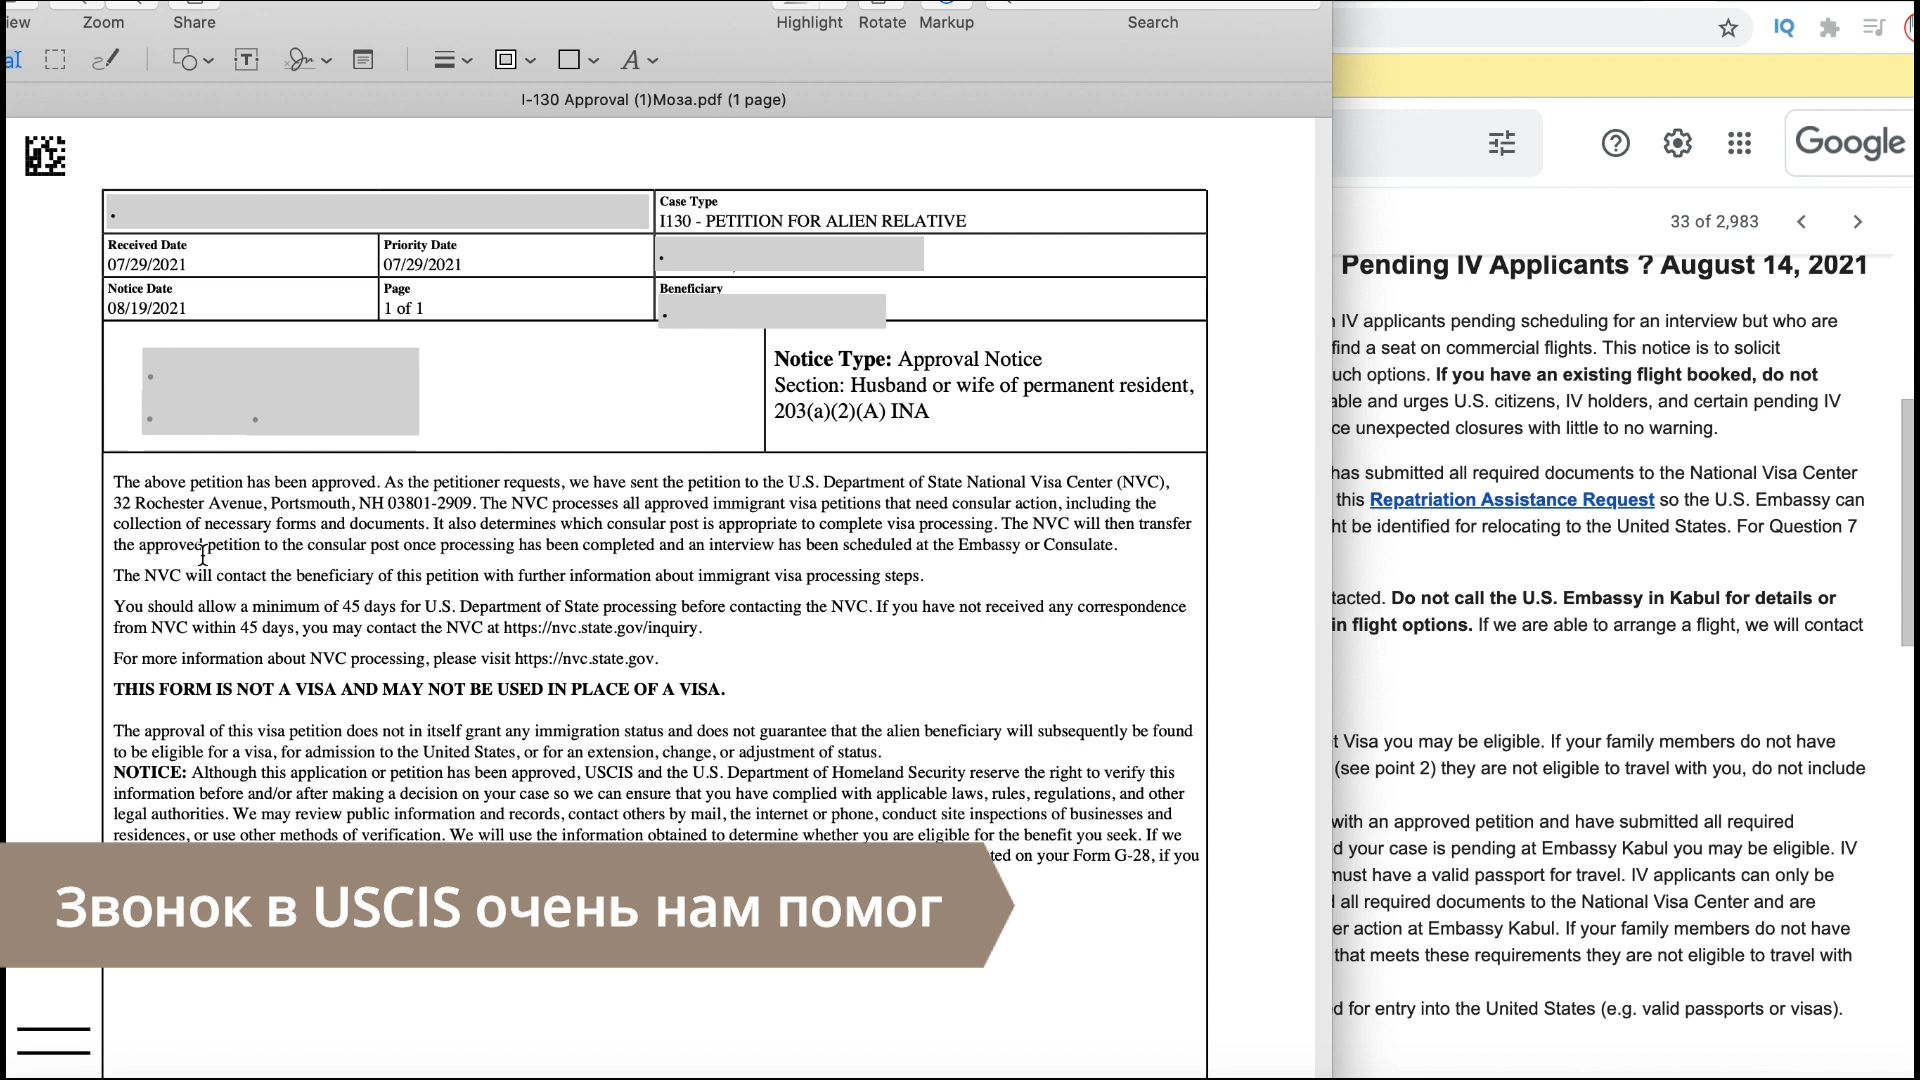 iew
Zoom
Share
Highlight
Rotate
Markup
Search
I-130 Approval (1)Моза.pdf (1 page)
Case Type
I130 - PETITION FOR ALIEN RELATIVE
Received Date
07/29/2021
Priority Date
07/29/2021
Notice Date
08/19/2021
Page
1 of 1
Beneficiary
Notice Type: Approval Notice
Section: Husband or wife of permanent resident,
203(a)(2)(A) INA
The above petition has been approved. As the petitioner requests, we have sent the petition to the U.S. Department of State National Visa Center (NVC),
32 Rochester Avenue, Portsmouth, NH 03801-2909. The NVC processes all approved immigrant visa petitions that need consular action, including the
collection of necessary forms and documents. It also determines which consular post is appropriate to complete visa processing. The NVC will then transfer
the approved petition to the consular post once processing has been completed and an interview has been scheduled at the Embassy or Consulate.
The NVC will contact the beneficiary of this petition with further information about immigrant visa processing steps.
You should allow a minimum of 45 days for U.S. Department of State processing before contacting the NVC. If you have not received any correspondence
from NVC within 45 days, you may contact the NVC at https://nvc.state.gov/inquiry.
For more information about NVC processing, please visit https://nvc.state.gov.
THIS FORM IS NOT A VISA AND MAY NOT BE USED IN PLACE OF A VISA.
The approval of this visa petition does not in itself grant any immigration status and does not guarantee that the alien beneficiary will subsequently be found
to be eligible for a visa, for admission to the United States, or for an extension, change, or adjustment of status.
NOTICE: Although this application or petition has been approved, USCIS and the U.S. Department of Homeland Security reserve the right to verify this
information before and/or after making a decision on your case so we can ensure that you have complied with applicable laws, rules, regulations, and other
legal authorities. We may review public information and records, contact others by mail, the internet or phone, conduct site inspections of businesses and
residences, or use other methods of verification. We will use the information obtained to determine whether you are eligible for the benefit you seek. If we
ted on your Form G-28, if you
Звонок в USCIS очень нам помог
IQ
Google
33 of 2,983
Pending IV Applicants ? August 14, 2021
IV applicants pending scheduling for an interview but who are
find a seat on commercial flights. This notice is to solicit
uch options. If you have an existing flight booked, do not
able and urges U.S. citizens, IV holders, and certain pending IV
ce unexpected closures with little to no warning.
has submitted all required documents to the National Visa Center
this Repatriation Assistance Request so the U.S. Embassy can
ht be identified for relocating to the United States. For Question 7
tacted. Do not call the U.S. Embassy in Kabul for details or
in flight options. If we are able to arrange a flight, we will contact
t Visa you may be eligible. If your family members do not have
(see point 2) they are not eligible to travel with you, do not include
with an approved petition and have submitted all required
d your case is pending at Embassy Kabul you may be eligible. IV
must have a valid passport for travel. IV applicants can only be
all required documents to the National Visa Center and are
er action at Embassy Kabul. If your family members do not have
that meets these requirements they are not eligible to travel with
d for entry into the United States (e.g. valid passports or visas).